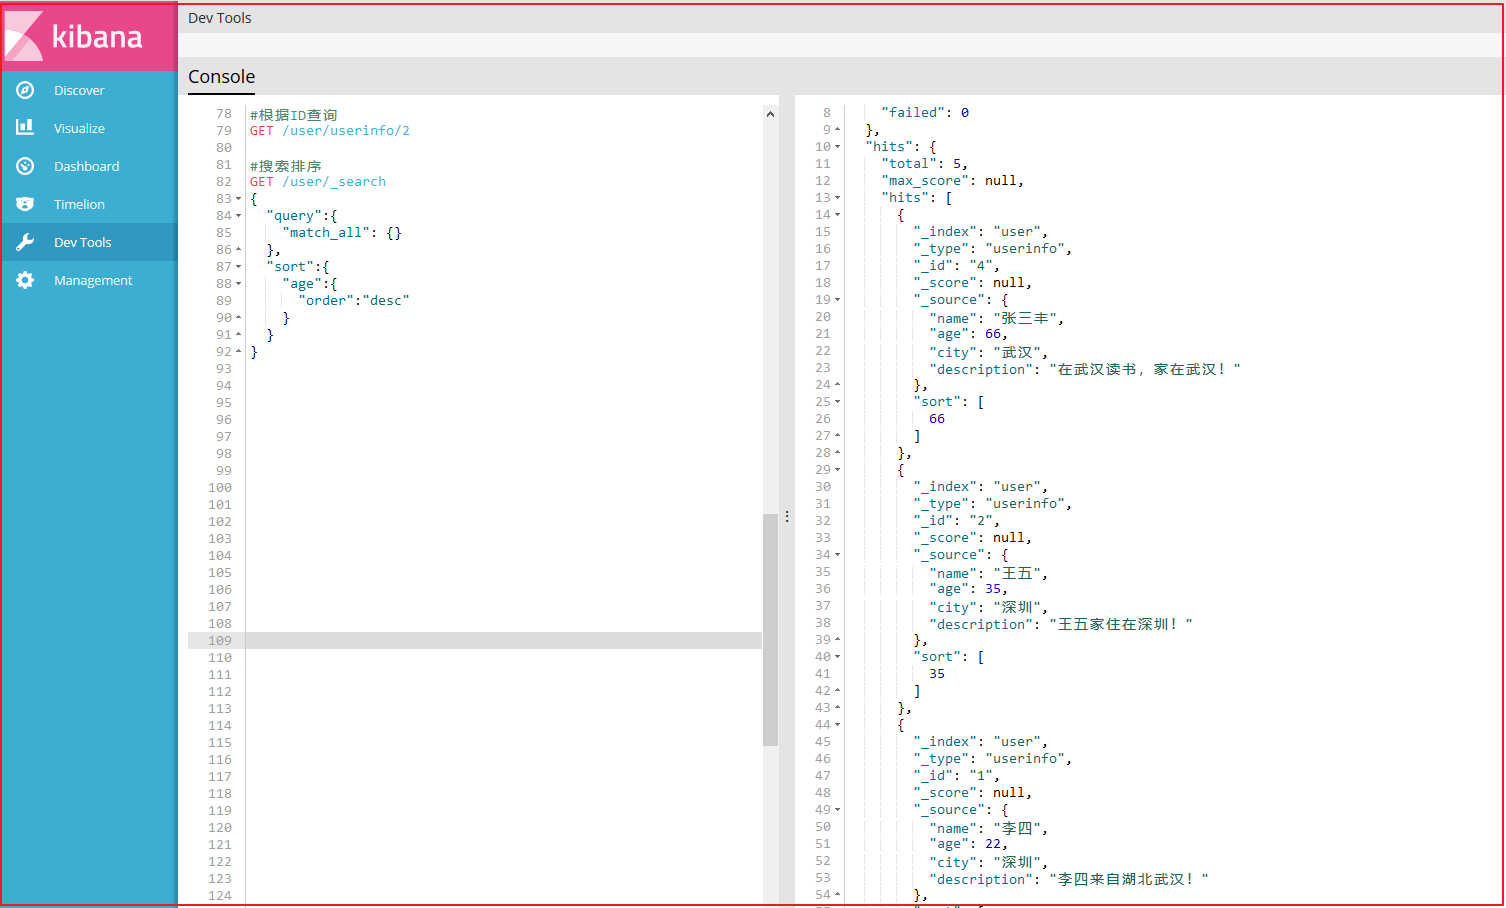 kibana
Discover
Visualize
Dashboard
Timelion
Dev Tools
Management
Dev Tools
Console
78 #根据ID查询
79 GET /user/userinfo/2
80
81 #搜索排序
82 GET /user/_search
83 {
84 "query":{
85 "match_all": {}
86 },
87 "sort":{
88 "age":{
89 "order":"desc"
90 }
91 }
92 }
93
94
95
96
97
98
99
100
101
102
103
104
105
106
107
108
109
110
111
112
113
114
115
116
117
118
119
120
121
122
123
124
8 "failed": 0
9 },
10 "hits": {
11 "total": 5,
12 "max_score": null,
13 "hits": [
14 {
15 "_index": "user",
16 "_type": "userinfo",
17 "_id": "4",
18 "_score": null,
19 "_source": {
20 "name": "张三丰",
21 "age": 66,
22 "city": "武汉",
23 "description": "在武汉读书，家在武汉！"
24 },
25 "sort": [
26 66
27 ]
28 },
29 {
30 "_index": "user",
31 "_type": "userinfo",
32 "_id": "2",
33 "_score": null,
34 "_source": {
35 "name": "王五",
36 "age": 35,
37 "city": "深圳",
38 "description": "王五家住在深圳！"
39 },
40 "sort": [
41 35
42 ]
43 },
44 {
45 "_index": "user",
46 "_type": "userinfo",
47 "_id": "1",
48 "_score": null,
49 "_source": {
50 "name": "李四",
51 "age": 22,
52 "city": "深圳",
53 "description": "李四来自湖北武汉！"
54 },